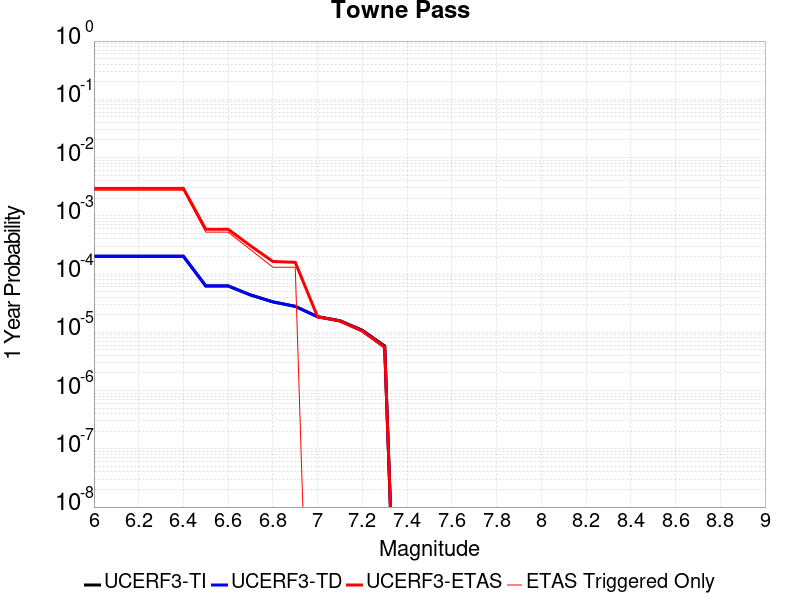 Towne Pass
10^0
10^-1
10^-2
10^-3
10^-4
10^-5
10^-6
10^-7
10^-8
1 Year Probability
6 6.2 6.4 6.6 6.8 7 7.2 7.4 7.6 7.8 8 8.2 8.4 8.6 8.8 9
Magnitude
UCERF3-TI UCERF3-TD UCERF3-ETAS ETAS Triggered Only